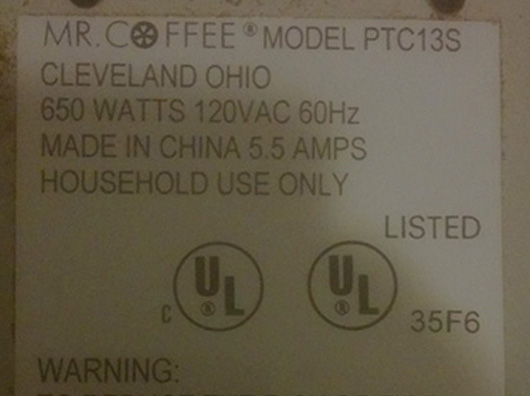 MR. COFFEE® MODEL PTC13S
CLEVELAND OHIO
650 WATTS 120VAC 60Hz
MADE IN CHINA 5.5 AMPS
HOUSEHOLD USE ONLY
LISTED
C UL® UL®
35F6
WARNING: